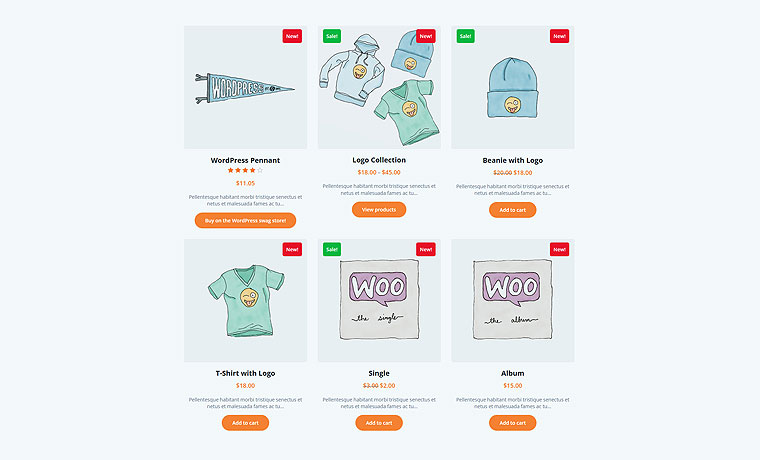 New!
WORDPRESS
WordPress Pennant
$11.05
Pellentesque habitant morbi tristique senectus et
netus et malesuada fames ac tu...
Buy on the WordPress swag store!
Sale!
New!
Logo Collection
$18.00 - $45.00
Pellentesque habitant morbi tristique senectus et
netus et malesuada fames ac tu...
View products
Sale!
New!
Beanie with Logo
$20.00 $18.00
Pellentesque habitant morbi tristique senectus et
netus et malesuada fames ac tu...
Add to cart
New!
T-Shirt with Logo
$18.00
Pellentesque habitant morbi tristique senectus et
netus et malesuada fames ac tu...
Add to cart
Sale!
New!
WOO
the single
Single
$3.00 $2.00
Pellentesque habitant morbi tristique senectus et
netus et malesuada fames ac tu...
Add to cart
New!
WOO
the album
Album
$15.00
Pellentesque habitant morbi tristique senectus et
netus et malesuada fames ac tu...
Add to cart